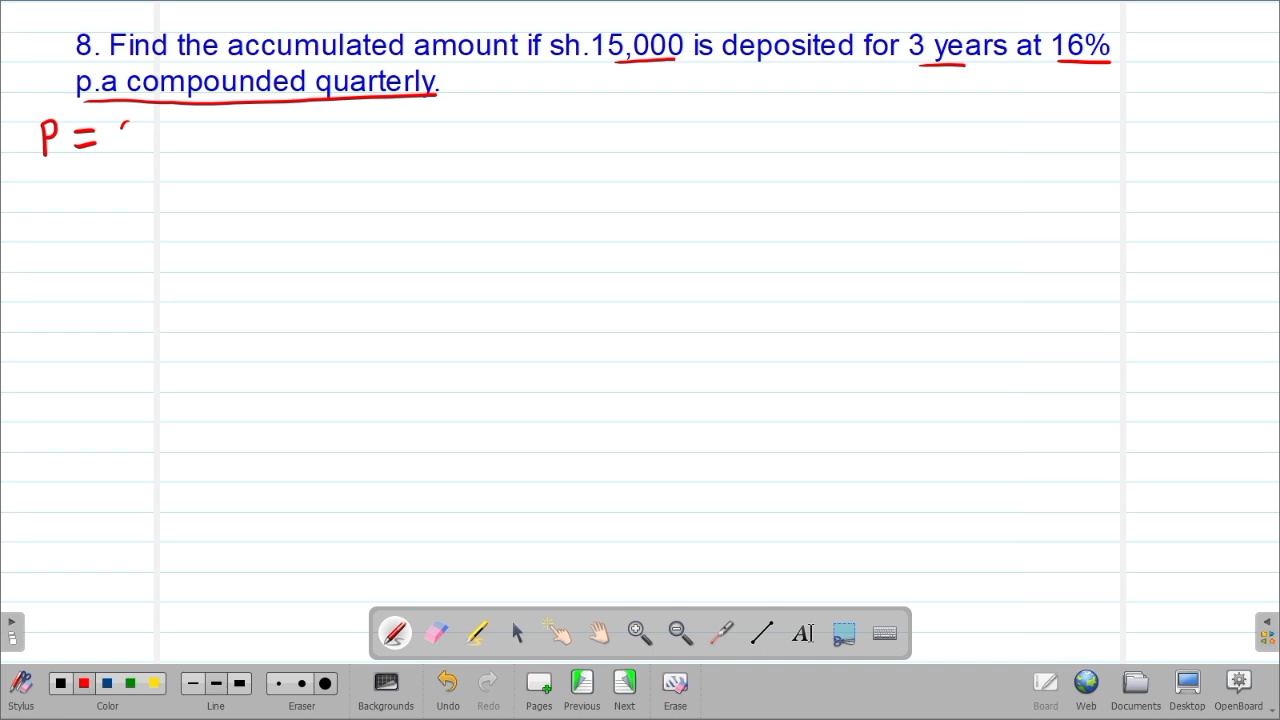 8. Find the accumulated amount if sh.15,000 is deposited for 3 years at 16%
p.a compounded quarterly.
P =
AI
Stylus
Color
Line
Eraser
Backgrounds
Undo
Redo
Pages
Previous
Next
Erase
Board
Web
Documents
Desktop
OpenBoard